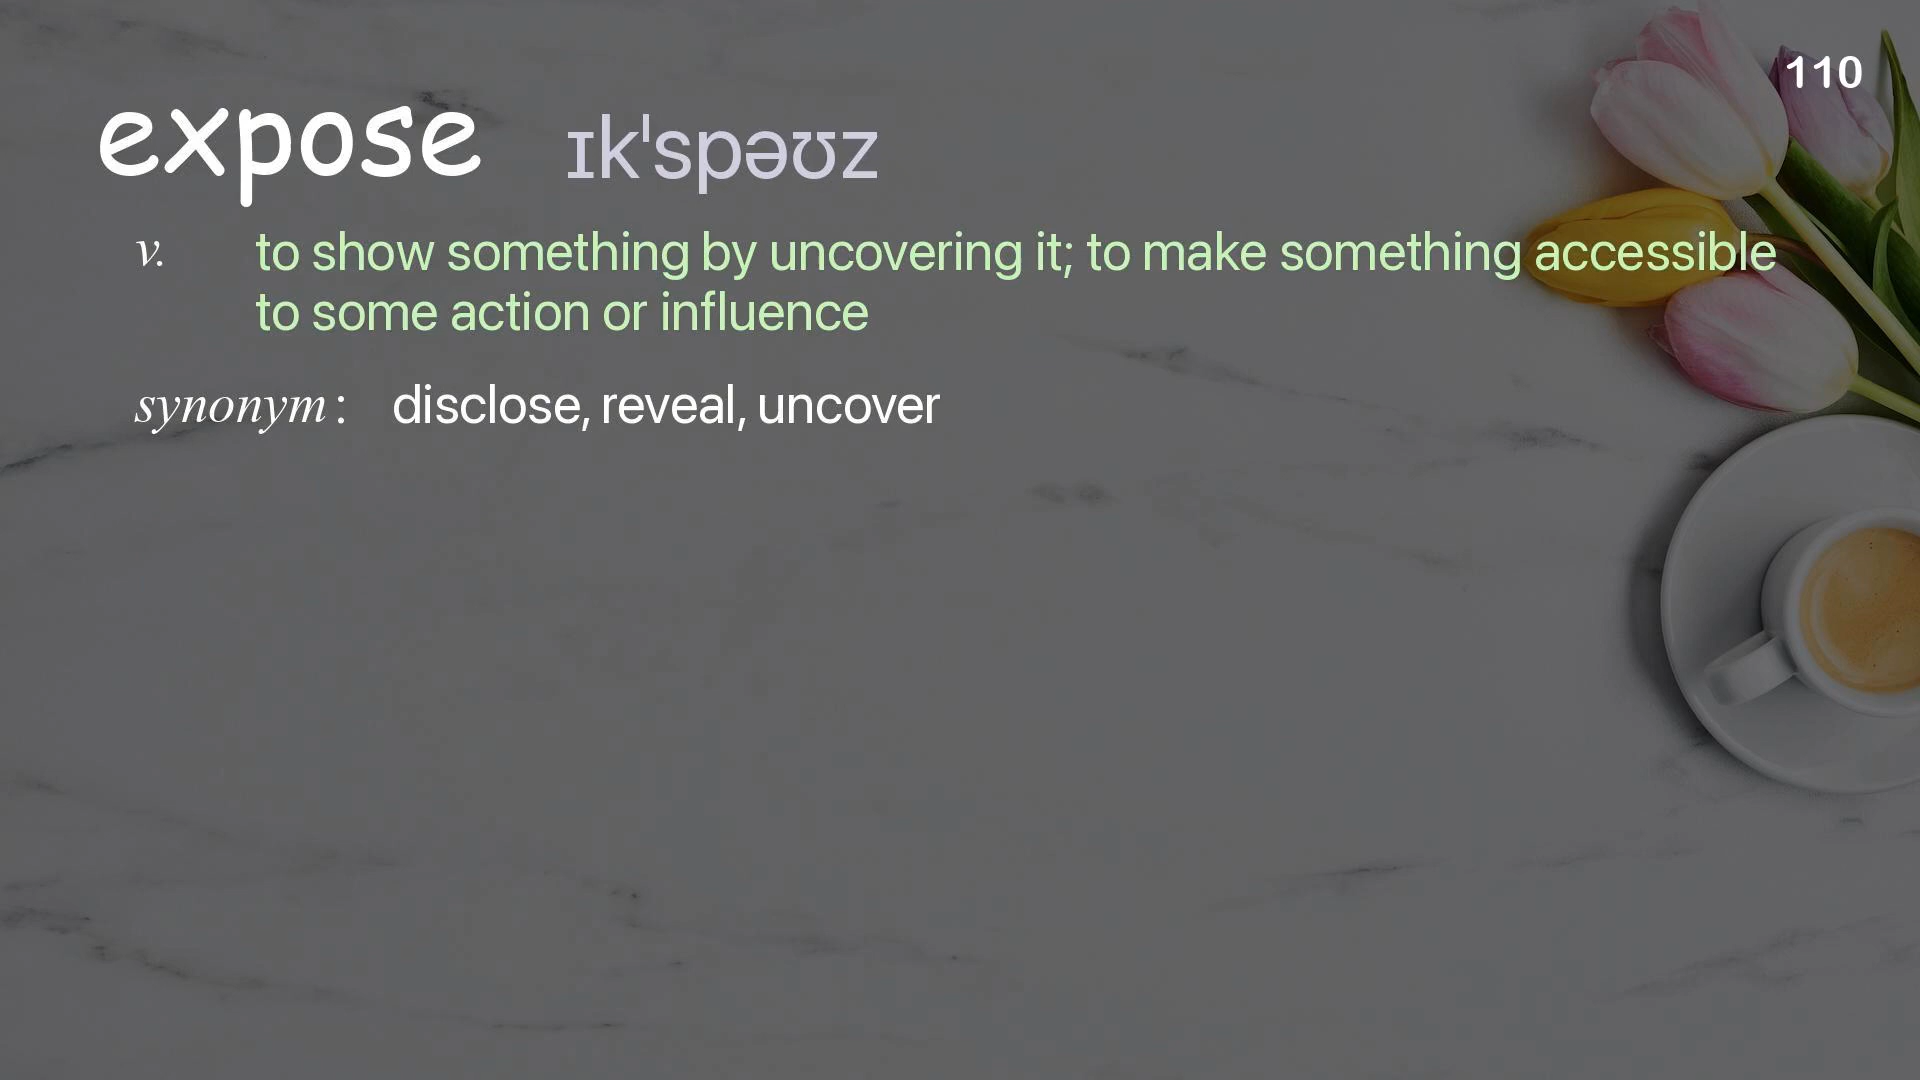 110
expose ɪkˈspəʊz
v. to show something by uncovering it; to make something accessible
to some action or influence
synonym : disclose, reveal, uncover